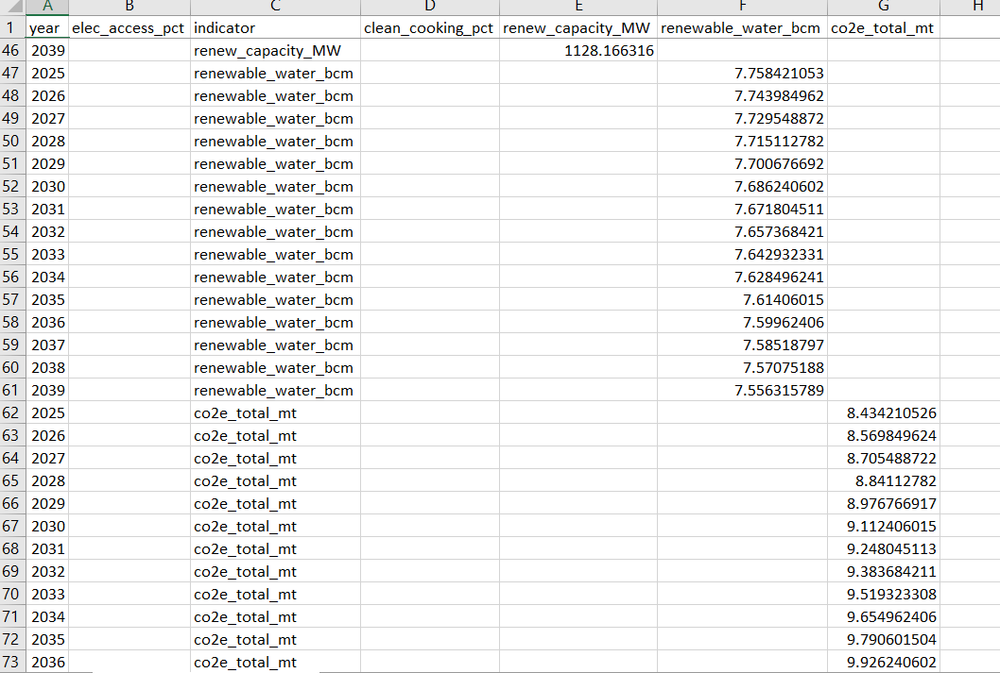 A B C D E F G H
1 year elec_access_pct indicator clean_cooking_pct renew_capacity_MW renewable_water_bcm co2e_total_mt
46 2039 renew_capacity_MW 1128.166316
47 2025 renewable_water_bcm 7.758421053
48 2026 renewable_water_bcm 7.743984962
49 2027 renewable_water_bcm 7.729548872
50 2028 renewable_water_bcm 7.715112782
51 2029 renewable_water_bcm 7.700676692
52 2030 renewable_water_bcm 7.686240602
53 2031 renewable_water_bcm 7.671804511
54 2032 renewable_water_bcm 7.657368421
55 2033 renewable_water_bcm 7.642932331
56 2034 renewable_water_bcm 7.628496241
57 2035 renewable_water_bcm 7.61406015
58 2036 renewable_water_bcm 7.59962406
59 2037 renewable_water_bcm 7.58518797
60 2038 renewable_water_bcm 7.57075188
61 2039 renewable_water_bcm 7.556315789
62 2025 co2e_total_mt 8.434210526
63 2026 co2e_total_mt 8.569849624
64 2027 co2e_total_mt 8.705488722
65 2028 co2e_total_mt 8.84112782
66 2029 co2e_total_mt 8.976766917
67 2030 co2e_total_mt 9.112406015
68 2031 co2e_total_mt 9.248045113
69 2032 co2e_total_mt 9.383684211
70 2033 co2e_total_mt 9.519323308
71 2034 co2e_total_mt 9.654962406
72 2035 co2e_total_mt 9.790601504
73 2036 co2e_total_mt 9.926240602